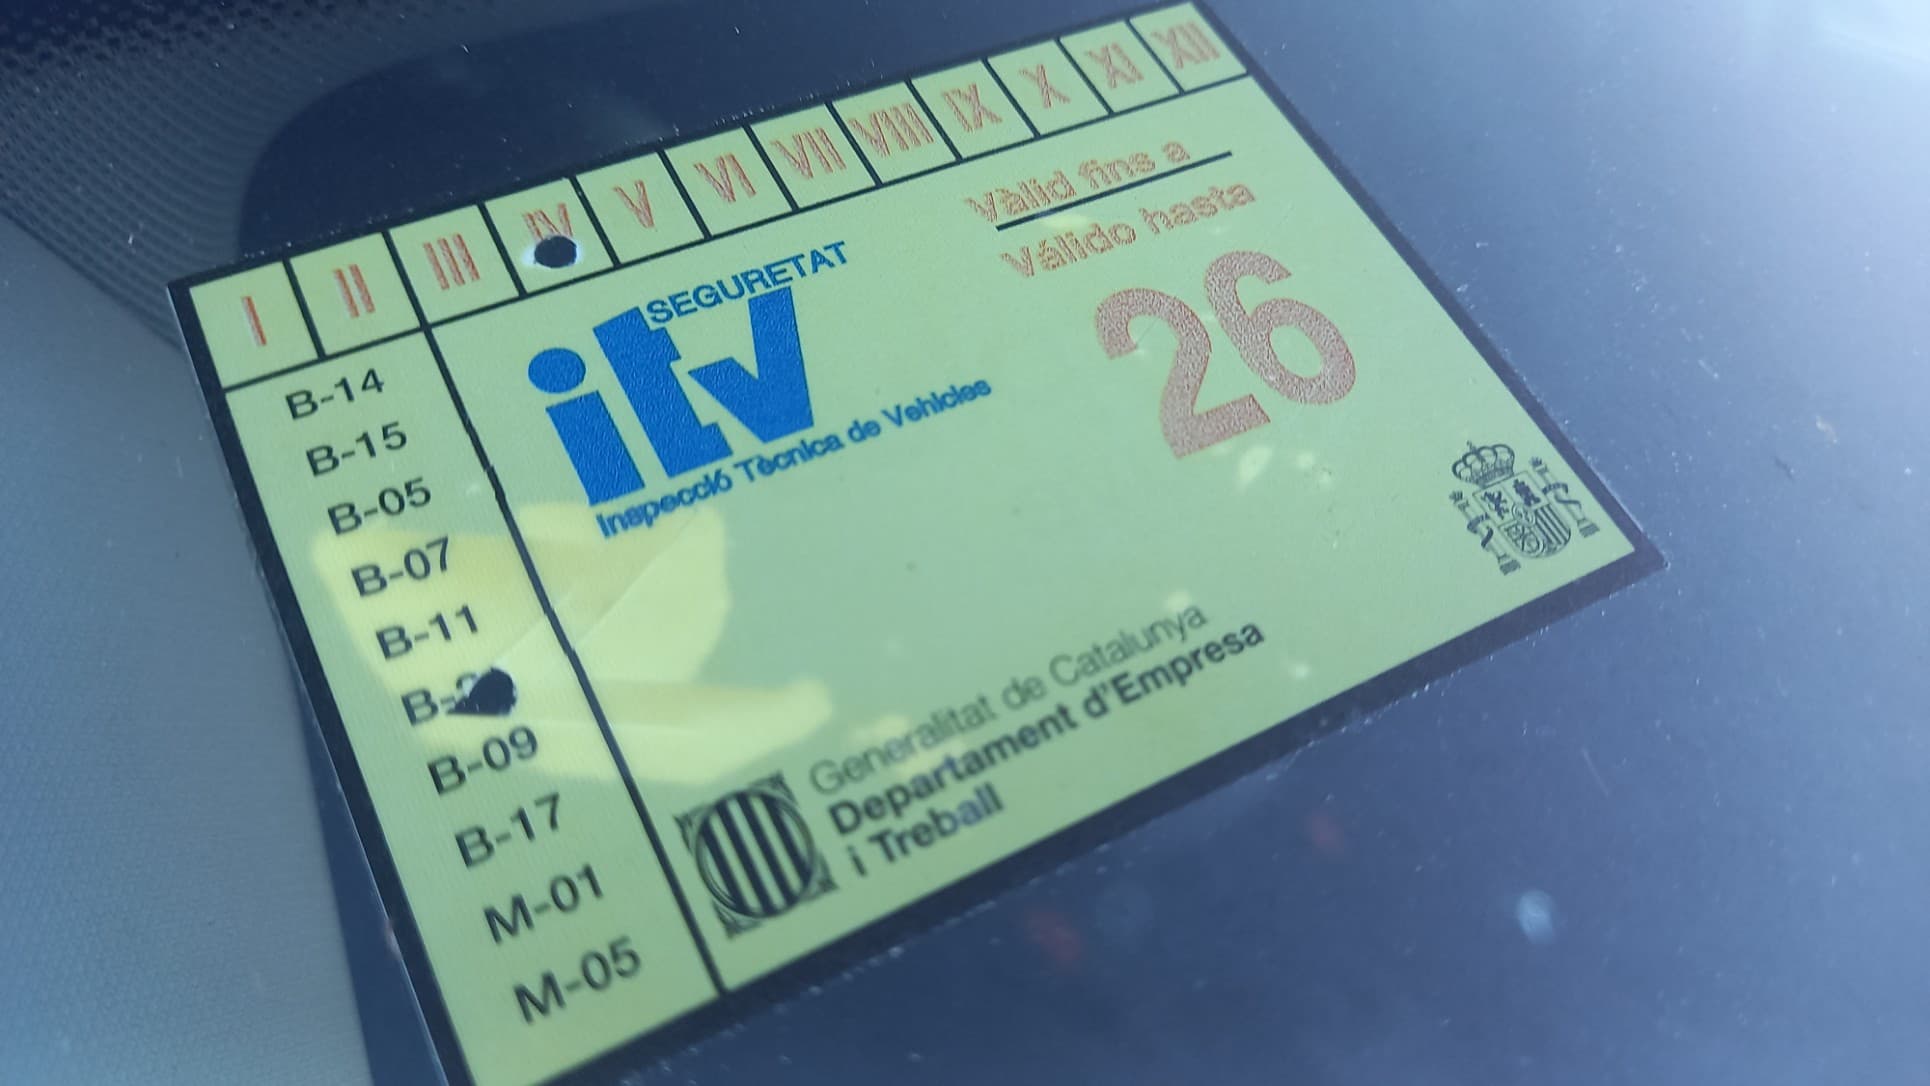 I II III IV V VI VII VIII IX X XI XII
Vàlid fins a
Válido hasta
26
SEGURETAT
itv
Inspecció Tècnica de Vehicles
B-14
B-15
B-05
B-07
B-11
B-09
B-17
M-01
M-05
Generalitat de Catalunya
Departament d'Empresa
i Treball